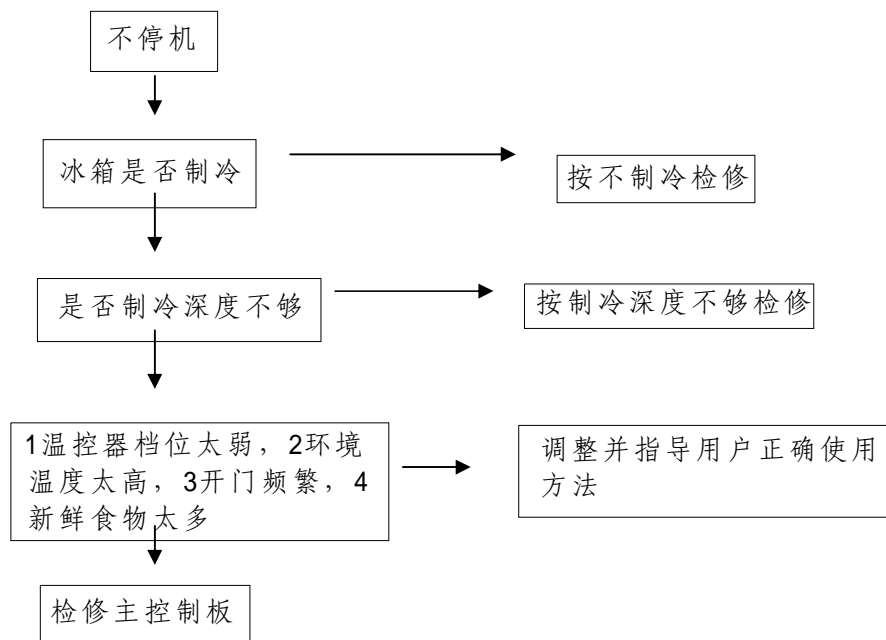 不停机
冰箱是否制冷
按不制冷检修
是否制冷深度不够
按制冷深度不够检修
1温控器档位太弱，2环境
温度太高，3开门频繁，4
新鲜食物太多
调整并指导用户正确使用
方法
检修主控制板